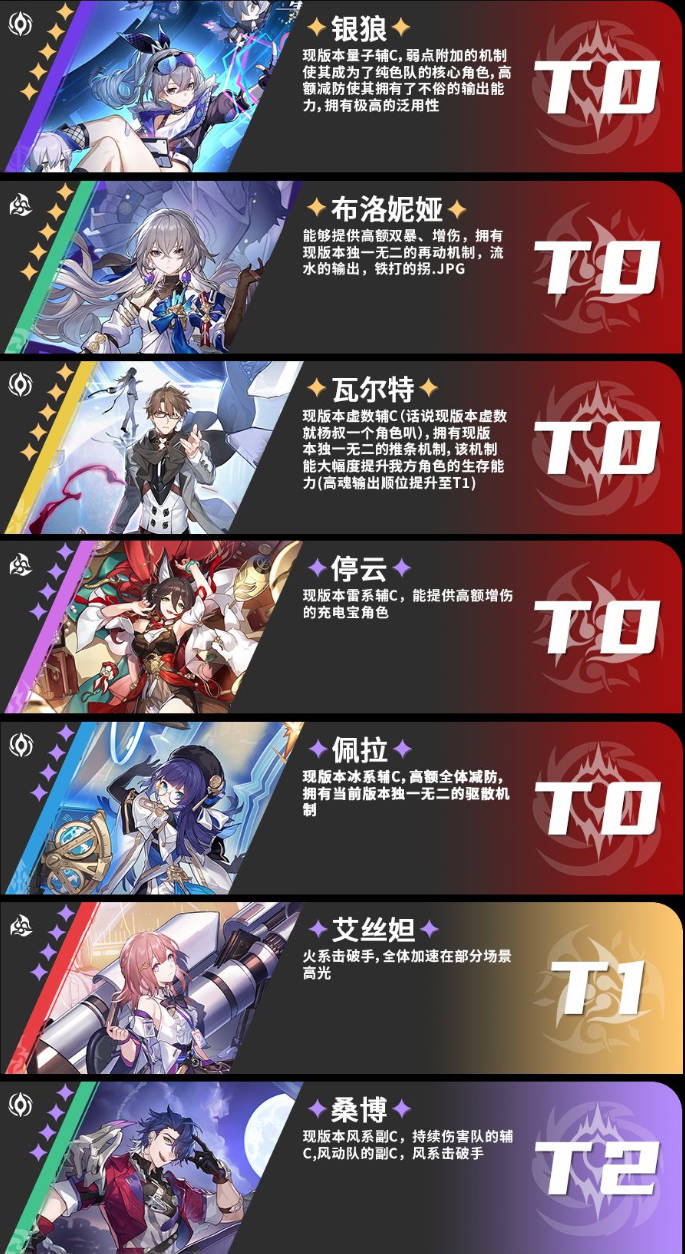 银狼
现版本量子辅C，弱点附加的机制
使其成为了纯色队的核心角色，高
额减防使其拥有了不俗的输出能
力，拥有极高的泛用性
T0
布洛妮娅
能够提供高额双暴、增伤，拥有
现版本独一无二的再动机制，流
水的输出，铁打的拐.JPG
T0
瓦尔特
现版本虚数辅C（话说现版本虚数
就杨叔一个角色叭），拥有现版
本独一无二的推条机制，该机制
能大幅度提升我方角色的生存能
力(高魂输出顺位提升至T1)
T0
停云
现版本雷系辅C，能提供高额增伤
的充电宝角色
T0
佩拉
现版本冰系辅C，高额全体减防，
拥有当前版本独一无二的驱散机
制
T0
艾丝妲
火系击破手，全体加速在部分场景
高光
T1
桑博
现版本风系副C，持续伤害队的辅
C,风动队的副C，风系击破手
T2